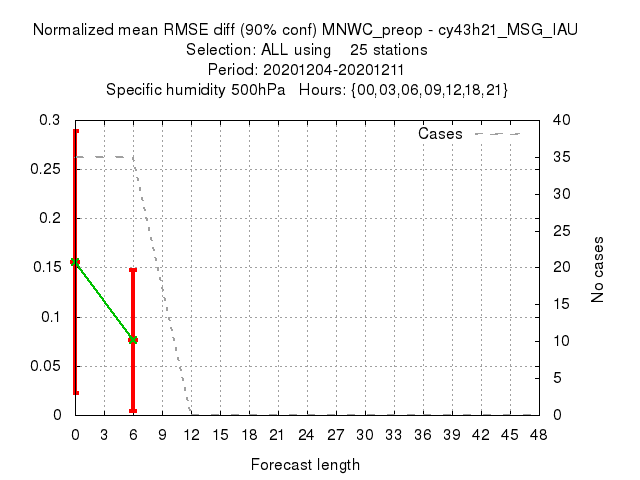 Normalized mean RMSE diff (90% conf) MNWC_preop - cy43h21_MSG_IAU
Selection: ALL using 25 stations
Period: 20201204-20201211
Specific humidity 500hPa Hours: {00,03,06,09,12,18,21}
Cases
0.3
0.25
0.2
0.15
0.1
0.05
0
40
35
30
25
20
15
10
5
0
No cases
0 3 6 9 12 15 18 21 24 27 30 33 36 39 42 45 48
Forecast length